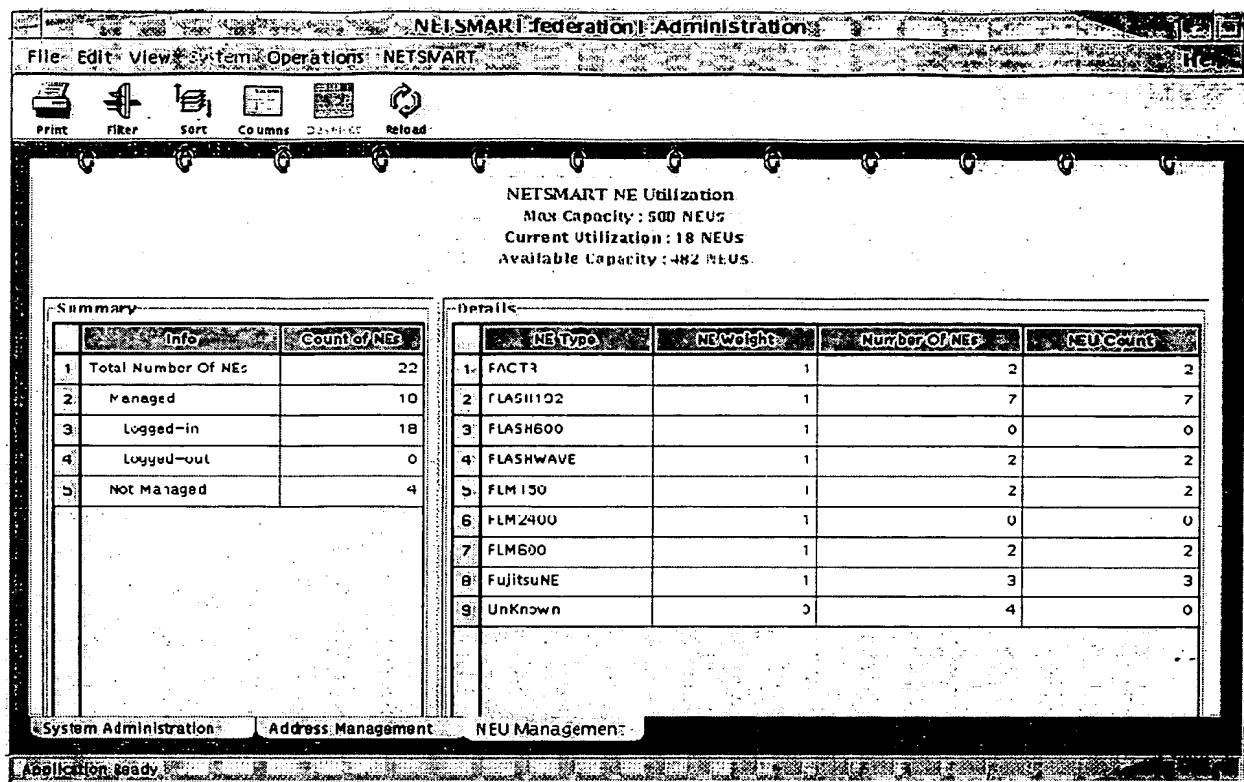 NETSMART federation1 Administration
File Edit View System Operations NETSMART
Print Filter Sort Columns Reload
NETSMART NE Utilization
Max Capacity : 500 NEUs
Current Utilization : 18 NEUs
Available Capacity : 482 NEUs
Summary
Info Count of NEs
1 Total Number Of NEs 22
2 Managed 10
3 Logged-in 18
4 Logged-out 0
5 Not Managed 4
Details
NE Type NE Weight Number Of NEs NEU Count
1 FACTR 1 2 2
2 FLASH192 1 7 7
3 FLASH600 1 0 0
4 FLASHWAVE 1 2 2
5 FLM150 1 2 2
6 FLM2400 1 0 0
7 FLM600 1 2 2
8 FujitsuNE 1 3 3
9 UnKnown 0 4 0
System Administration Address Management NEU Management
Application Ready